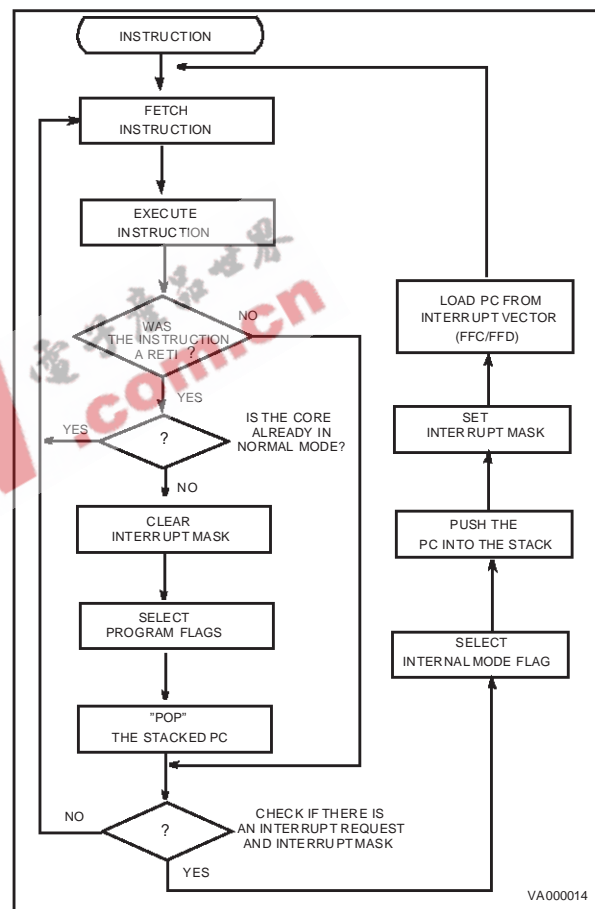 INSTRUCTION
FETCH
INSTRUCTION
EXECUTE
INSTRUCTION
WAS
THE INSTRUCTION
A RETI ?
NO
YES
YES
?
IS THE CORE
ALREADY IN
NORMAL MODE?
NO
CLEAR
INTERRUPT MASK
SELECT
PROGRAM FLAGS
"POP"
THE STACKED PC
NO
?
CHECK IF THERE IS
AN INTERRUPT REQUEST
AND INTERRUPT MASK
YES
LOAD PC FROM
INTERRUPT VECTOR
(FFC/FFD)
SET
INTERRUPT MASK
PUSH THE
PC INTO THE STACK
SELECT
INTERNAL MODE FLAG
.com.cn
VA000014